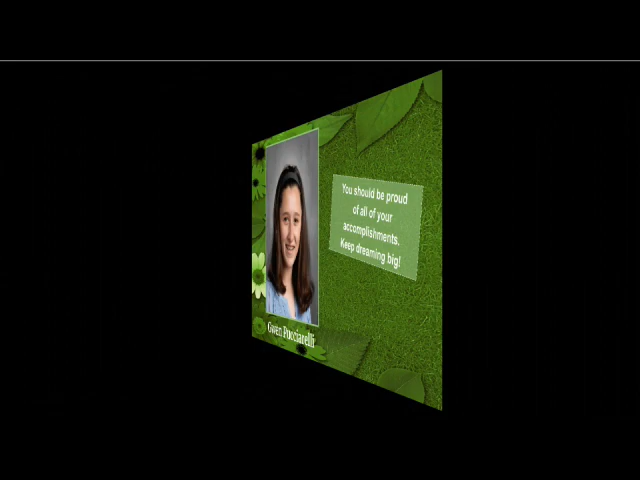 You should be proud
of all of your
accomplishments.
Keep dreaming big!
Gwen Pucciarelli